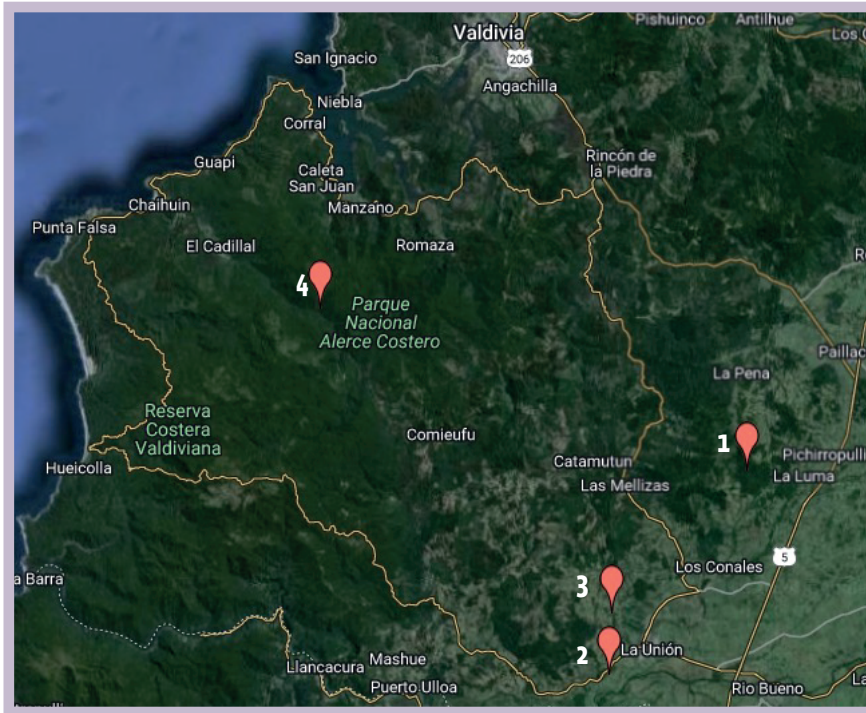 Pishuinco
Antilhue
Valdivia
Los C
206
San Ignacio
Angachilla
Niebla
Corral
Rincón de
la Piedra
Guapi
Caleta
San Juan
Chaihuin
Manzano
Punta Falsa
El Cadillal
Romaza
4
Parque
Nacional
Alerce Costero
Paillac
La Pena
Reserva
Costera
Valdiviana
Comieufu
1
Pichirropulli
Hueicolla
Catamutun
La Luma
Las Mellizas
5
Los Conales
a Barra
3
2
La Unión
Mashue
Llancacura
Puerto Ulloa
Rio Bueno
La